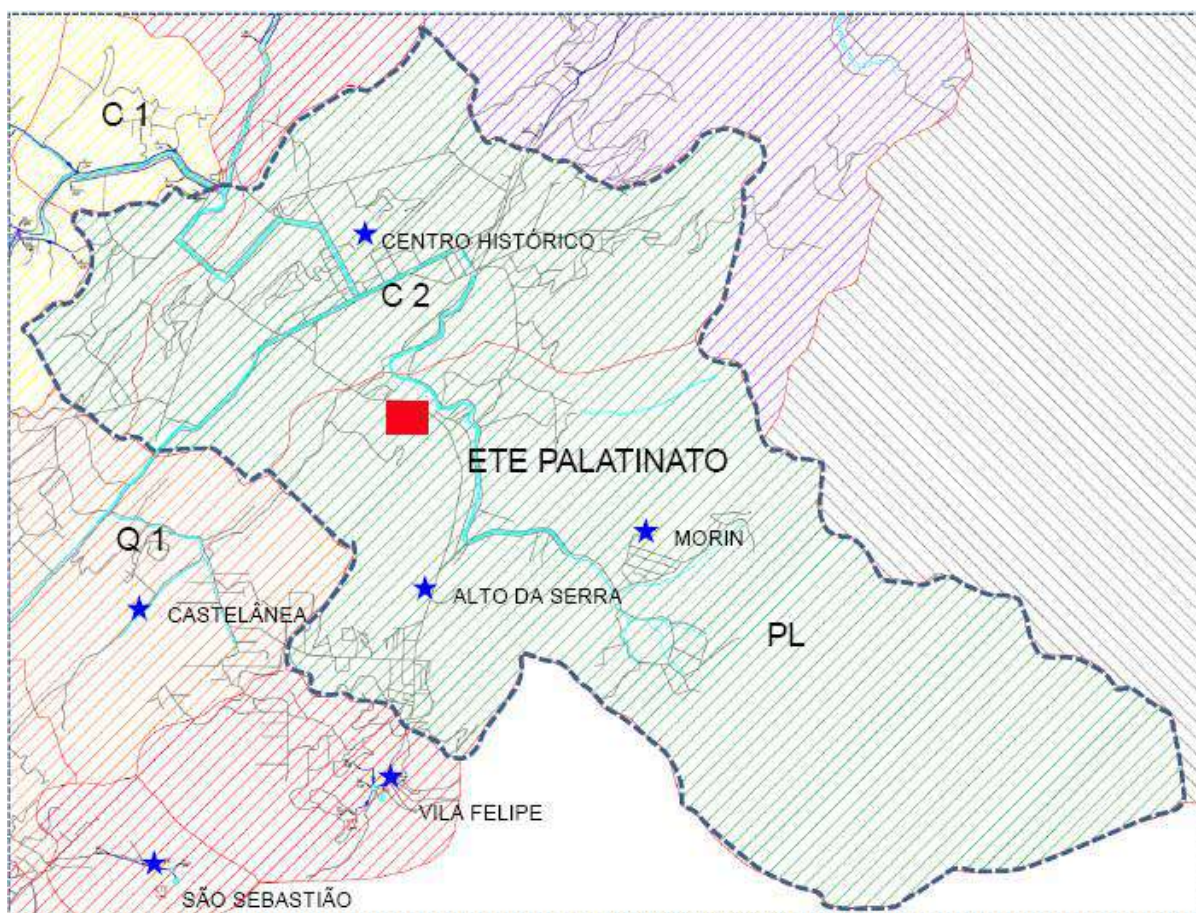 C 1
CENTRO HISTÓRICO
C 2
ETE PALATINATO
Q 1
MORIN
ALTO DA SERRA
CASTELÂNEA
PL
VILA FELIPE
SÃO SEBASTIÃO